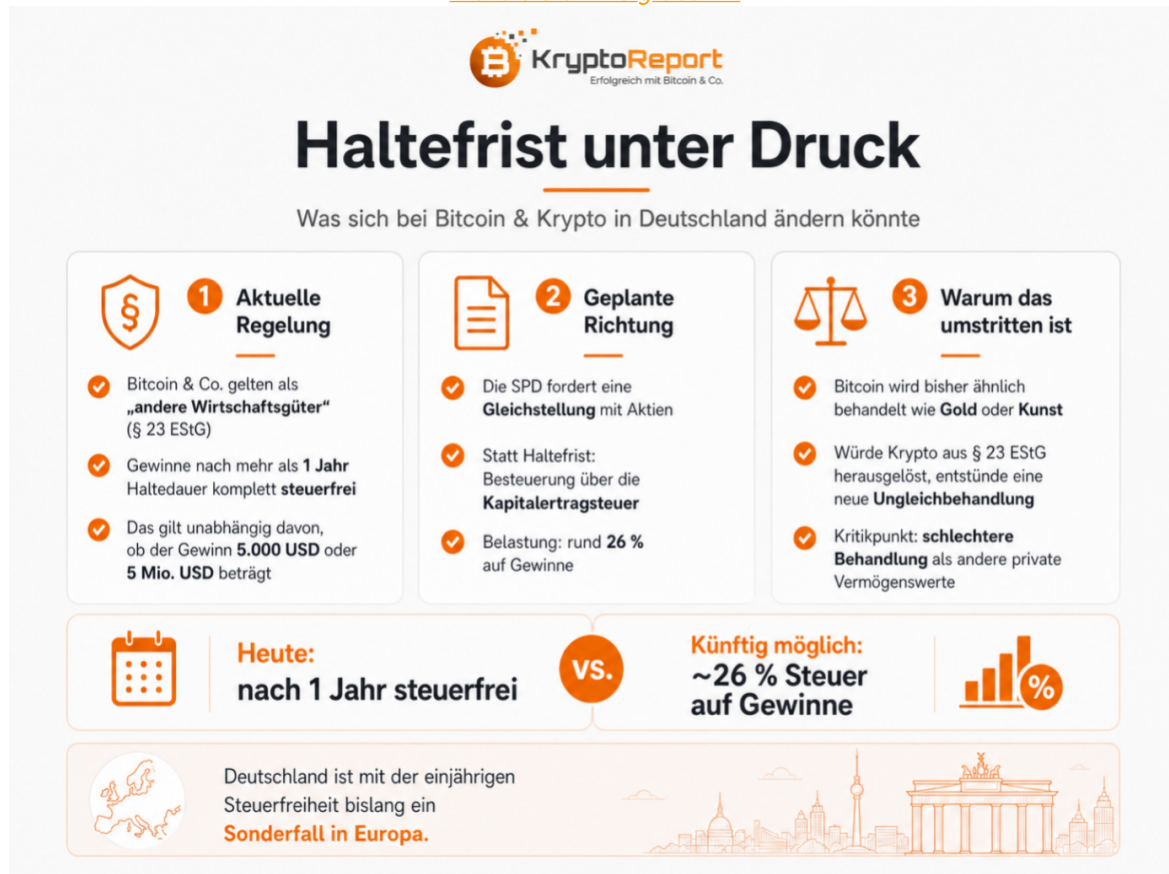 KryptoReport
Erfolgreich mit Bitcoin & Co.
Haltefrist unter Druck
Was sich bei Bitcoin & Krypto in Deutschland ändern könnte
§
1
Aktuelle
Regelung
Bitcoin & Co. gelten als
„andere Wirtschaftsgüter“
(§ 23 EStG)
Gewinne nach mehr als 1 Jahr
Haltedauer komplett steuerfrei
Das gilt unabhängig davon,
ob der Gewinn 5.000 USD oder
5 Mio. USD beträgt
2
Geplante
Richtung
Die SPD fordert eine
Gleichstellung mit Aktien
Statt Haltefrist:
Besteuerung über die
Kapitalertragsteuer
Belastung: rund 26 %
auf Gewinne
3
Warum das
umstritten ist
Bitcoin wird bisher ähnlich
behandelt wie Gold oder Kunst
Würde Krypto aus § 23 EStG
herausgelöst, entstünde eine
neue Ungleichbehandlung
Kritikpunkt: schlechtere
Behandlung als andere private
Vermögenswerte
Heute:
nach 1 Jahr steuerfrei
VS.
Künftig möglich:
~26 % Steuer
auf Gewinne
%
Deutschland ist mit der einjährigen
Steuerfreiheit bislang ein
Sonderfall in Europa.